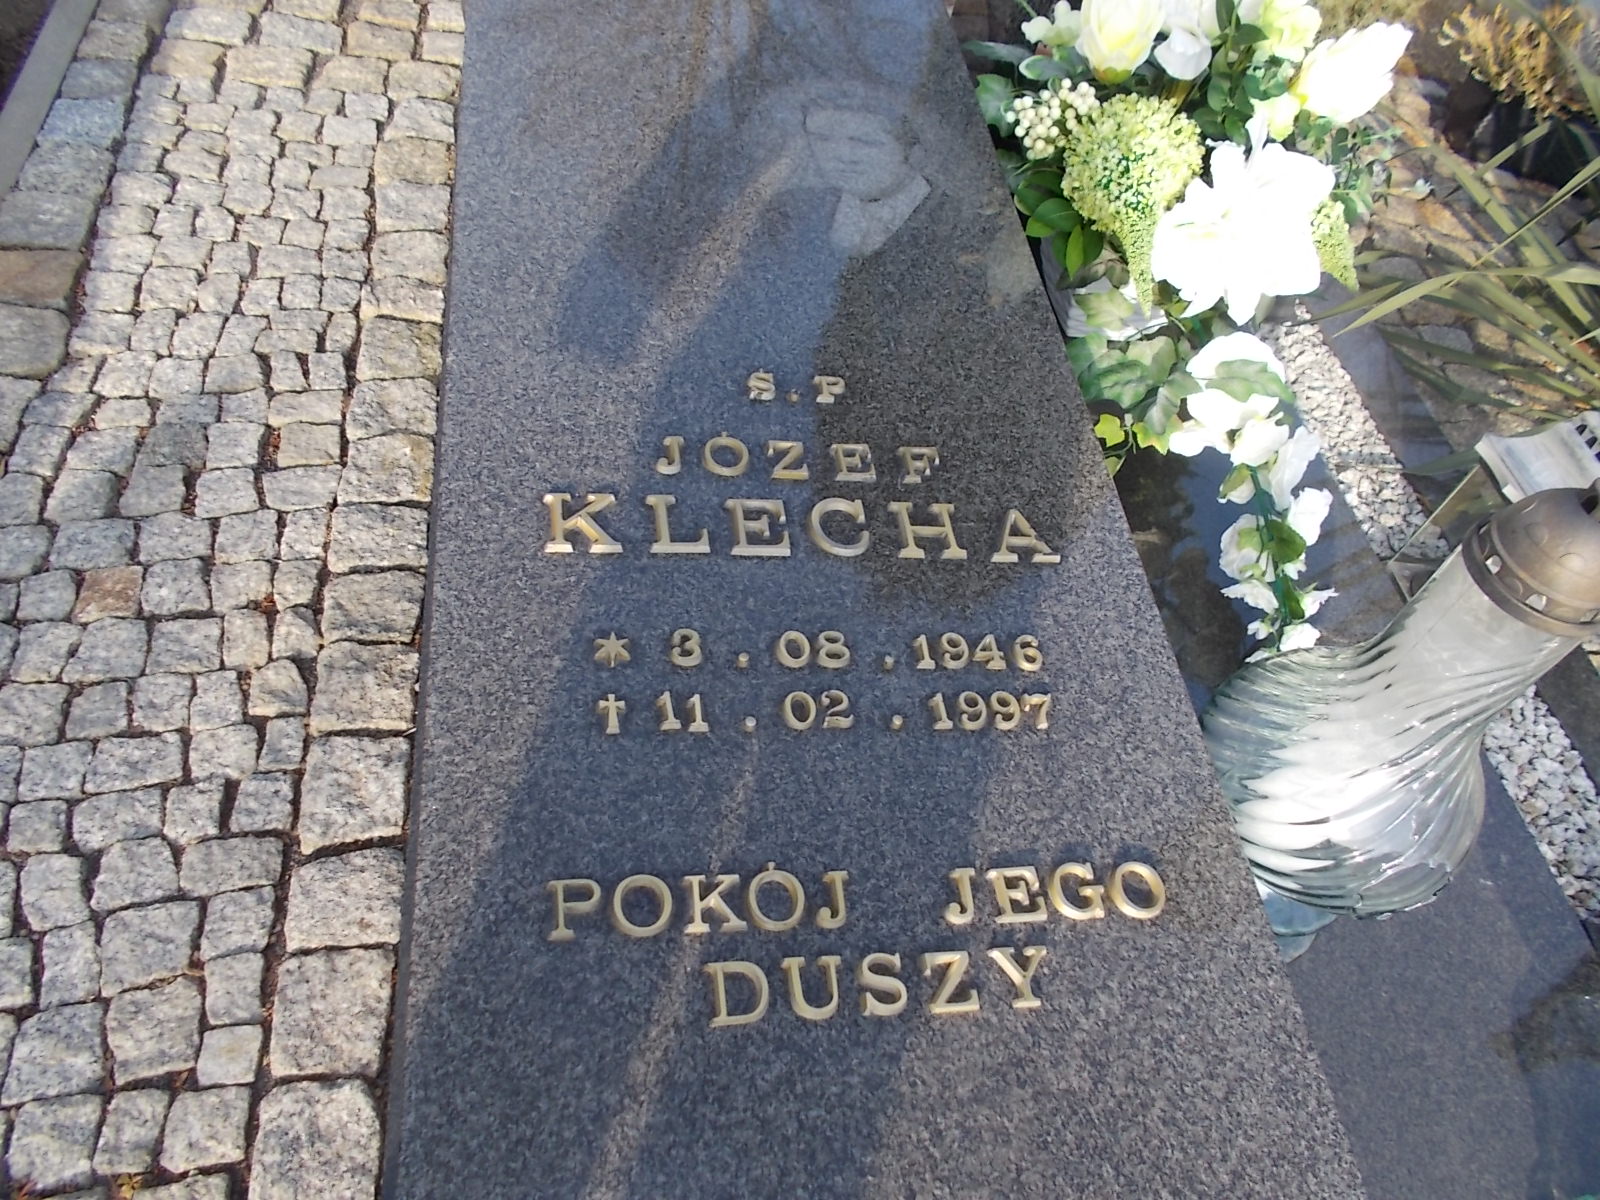 Ś.P
JÓZEF
KLECHA
* 3.08.1946
† 11.02.1997
POKÓJ JEGO
DUSZY